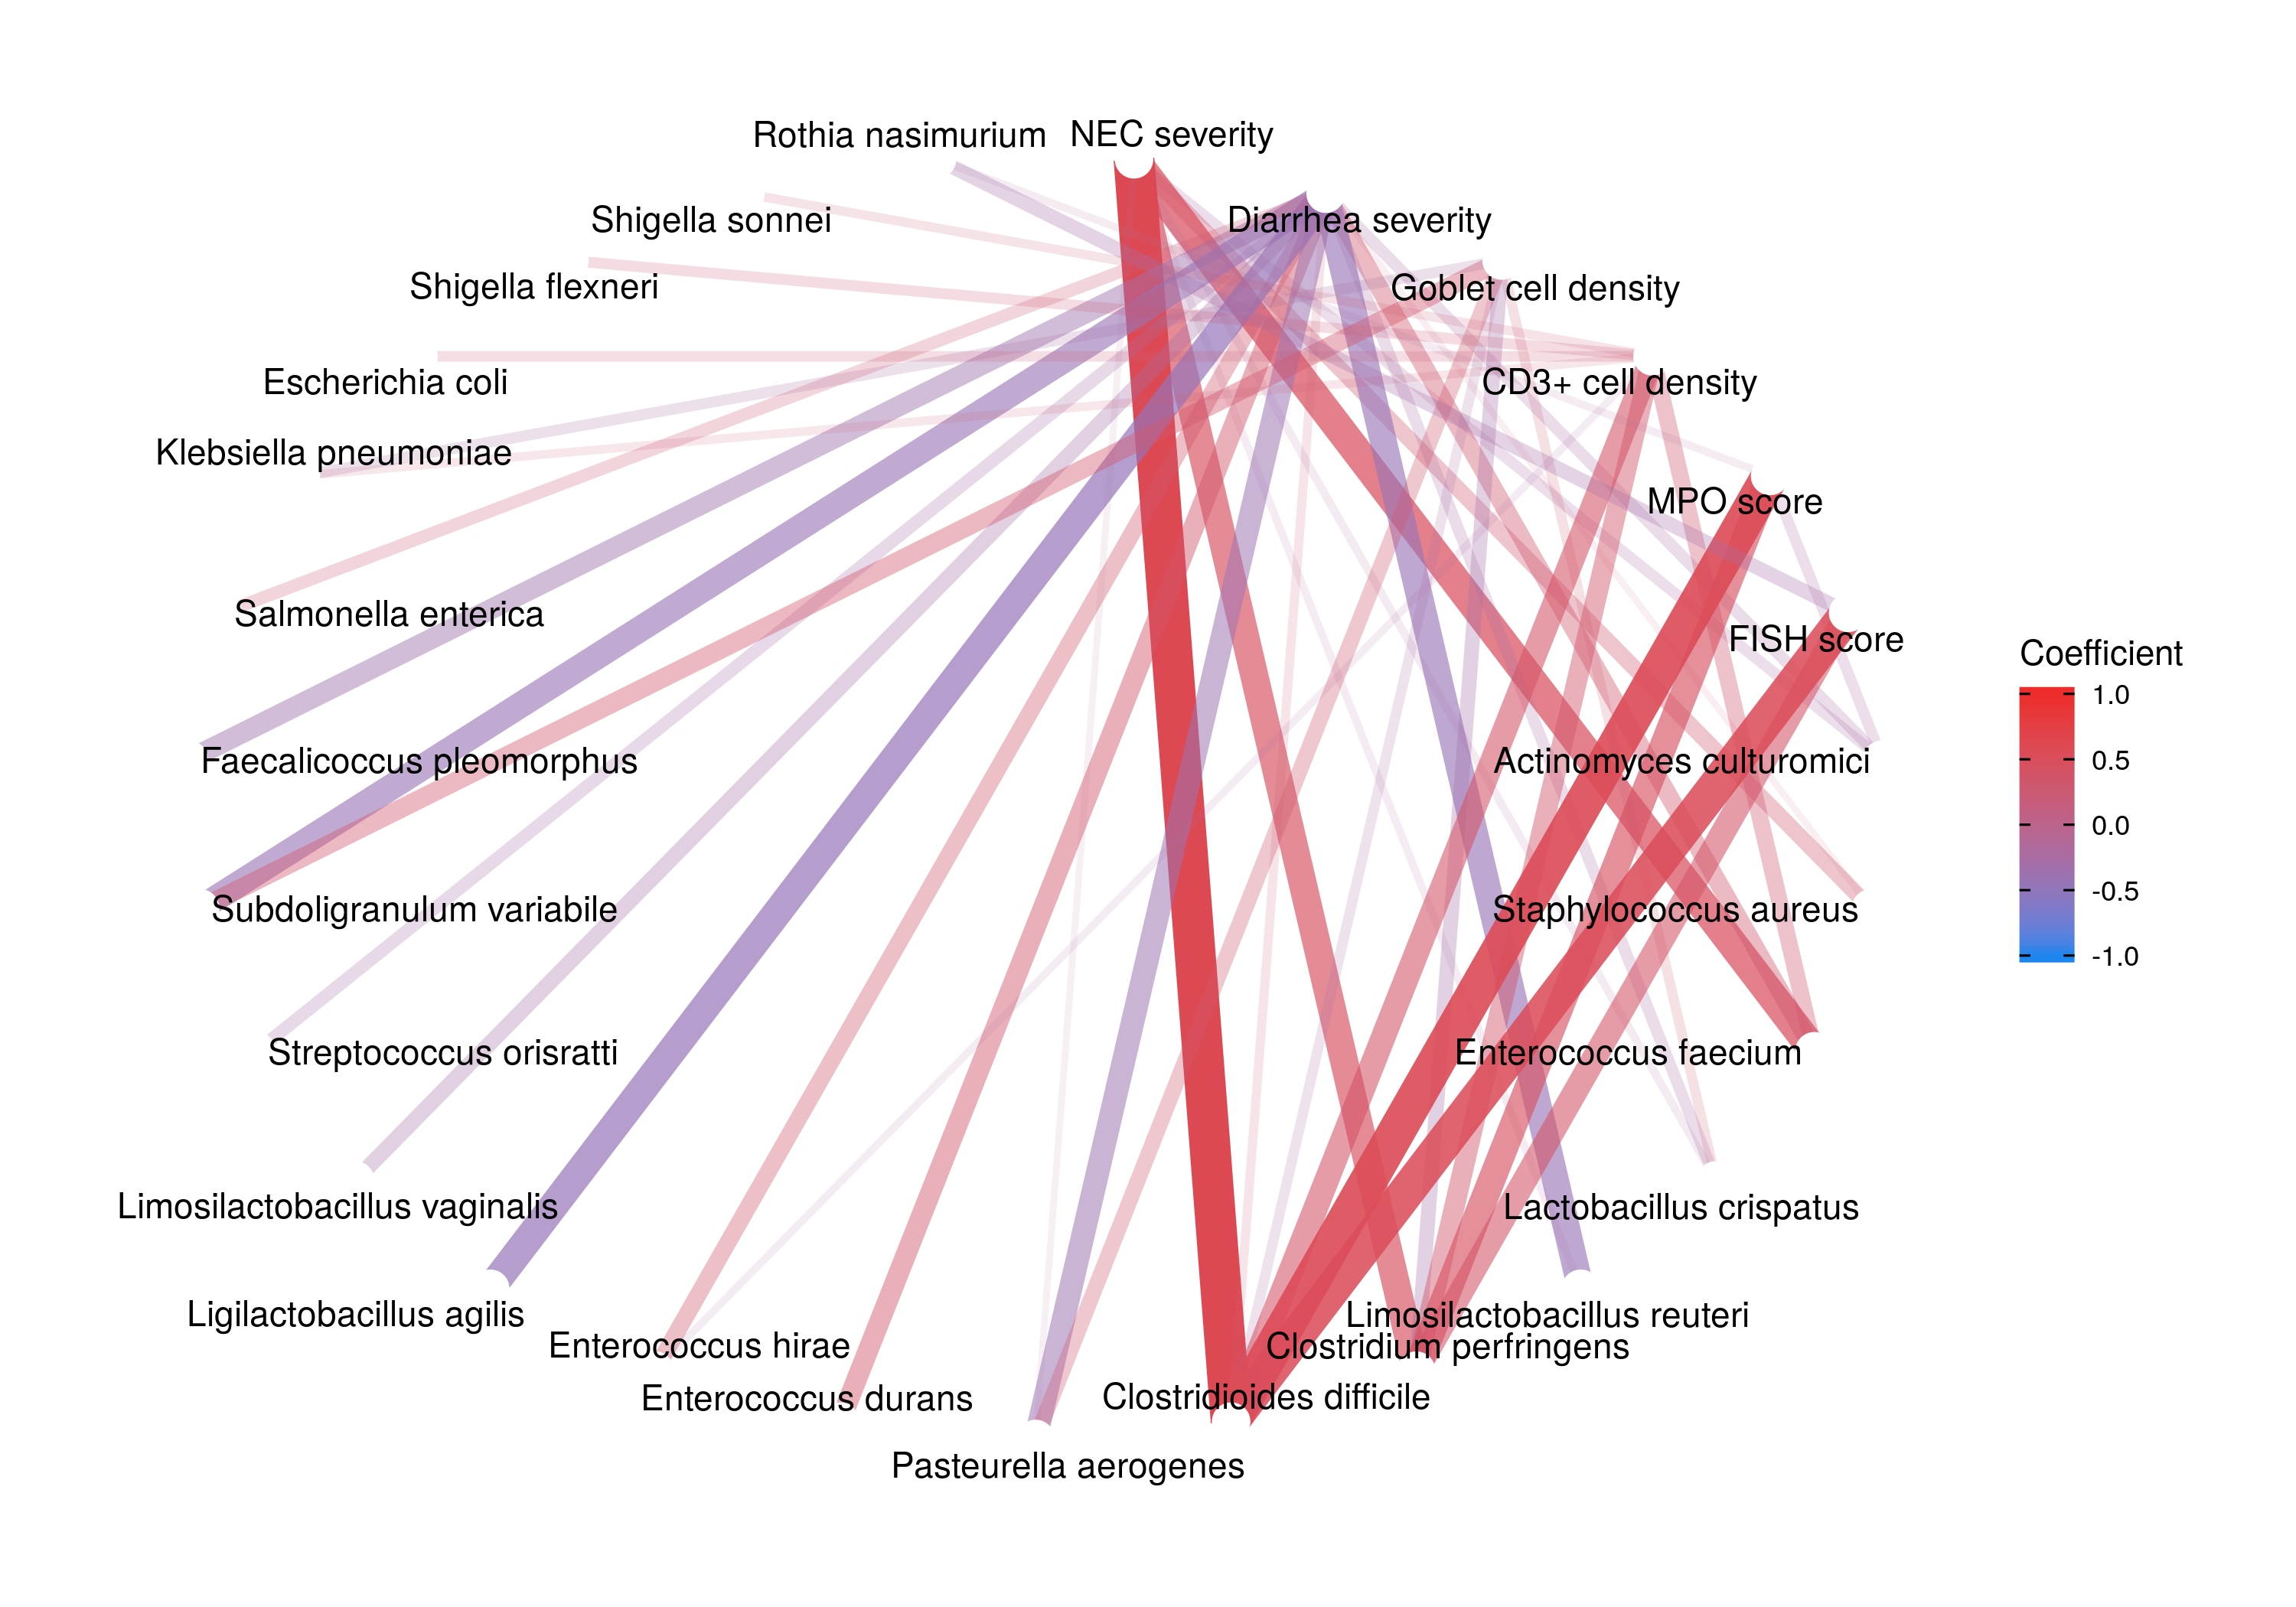 Rothia nasimurium
NEC severity
Shigella sonnei
Diarrhea severity
Shigella flexneri
Goblet cell density
Escherichia coli
CD3+ cell density
Klebsiella pneumoniae
MPO score
Salmonella enterica
FISH score
Coefficient
1.0
0.5
0.0
-0.5
-1.0
Faecalicoccus pleomorphus
Actinomyces culturomici
Subdoligranulum variabile
Staphylococcus aureus
Streptococcus orisratti
Enterococcus faecium
Limosilactobacillus vaginalis
Lactobacillus crispatus
Ligilactobacillus agilis
Limosilactobacillus reuteri
Enterococcus hirae
Clostridium perfringens
Enterococcus durans
Clostridioides difficile
Pasteurella aerogenes